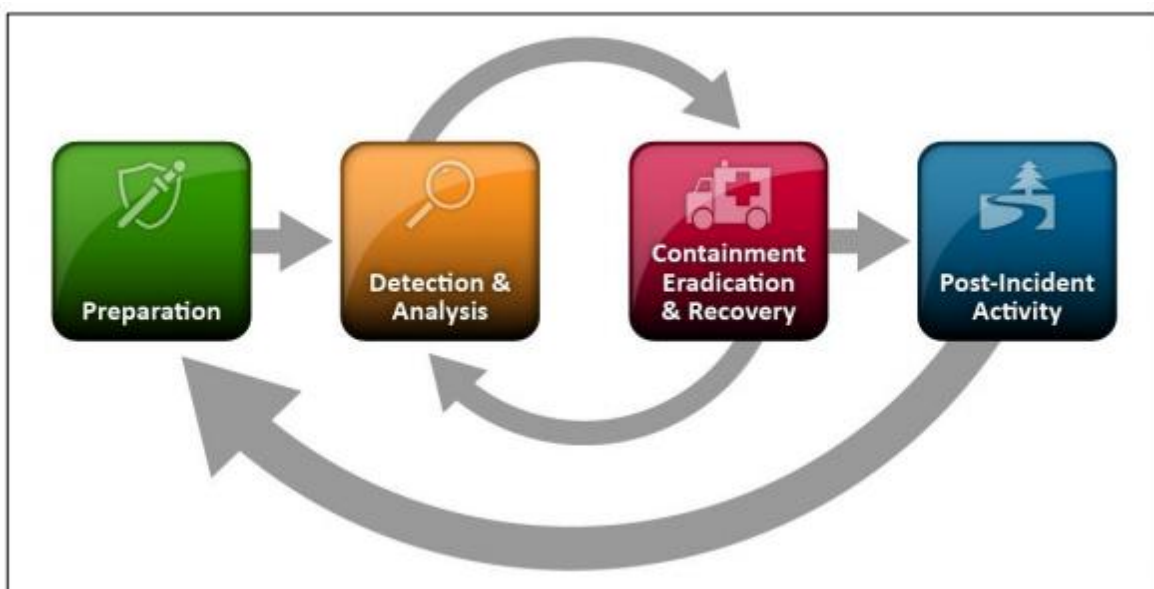 Preparation
Detection &
Analysis
Containment
Eradication
& Recovery
Post-Incident
Activity